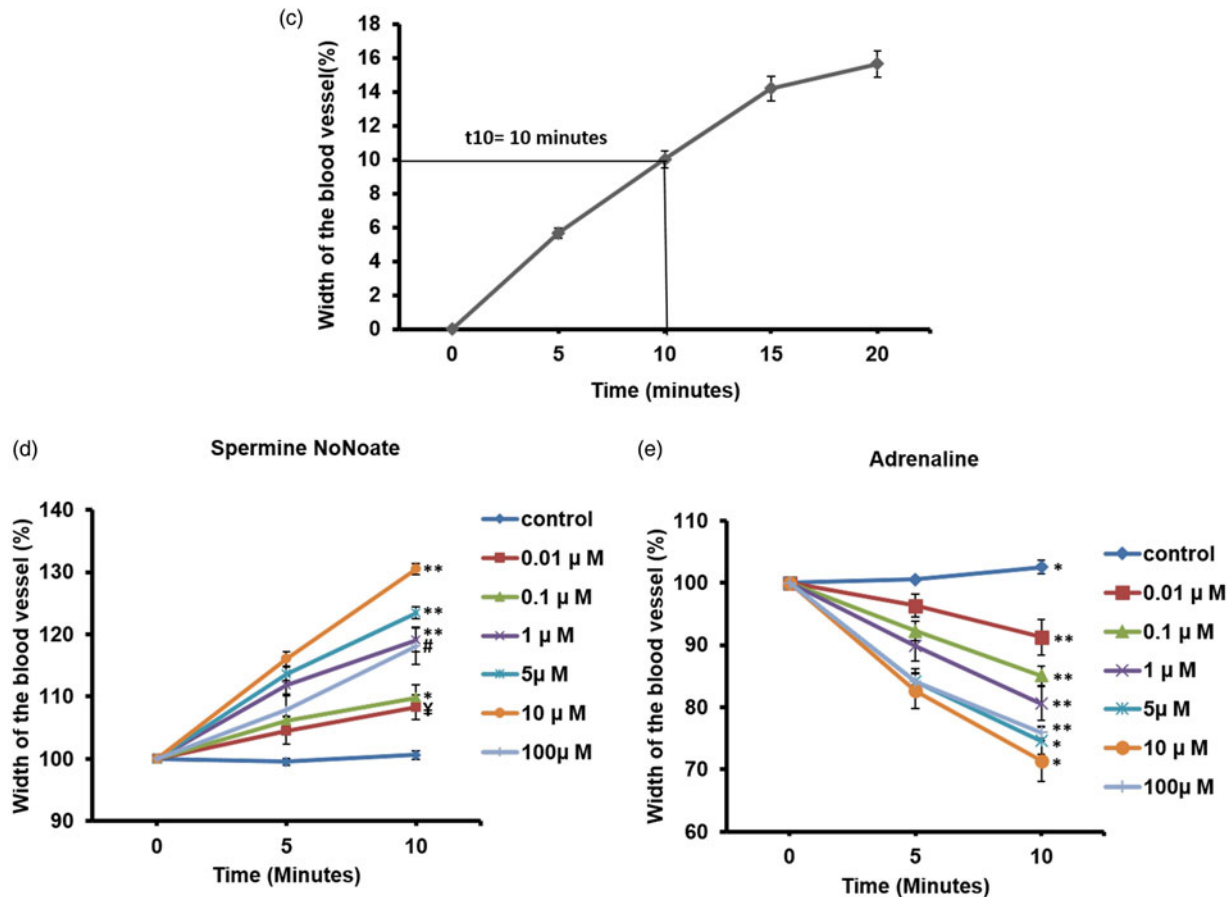 (c)
Width of the blood vessel(%)
18
16
14
12
10
8
6
4
2
0
t10= 10 minutes
0 5 10 15 20
Time (minutes)
(d)
Spermine NoNoate
Width of the blood vessel (%)
140
130
120
110
100
90
**
**
**
#
*
¥
*
0 5 10
Time (Minutes)
control
0.01 µ M
0.1 µ M
1 µ M
5µ M
10 µ M
100µ M
(e)
Adrenaline
Width of the blood vessel (%)
110
100
90
80
70
60
*
**
**
**
**
*
*
0 5 10
Time (Minutes)
control
0.01 µ M
0.1 µ M
1 µ M
5µ M
10 µ M
100µ M